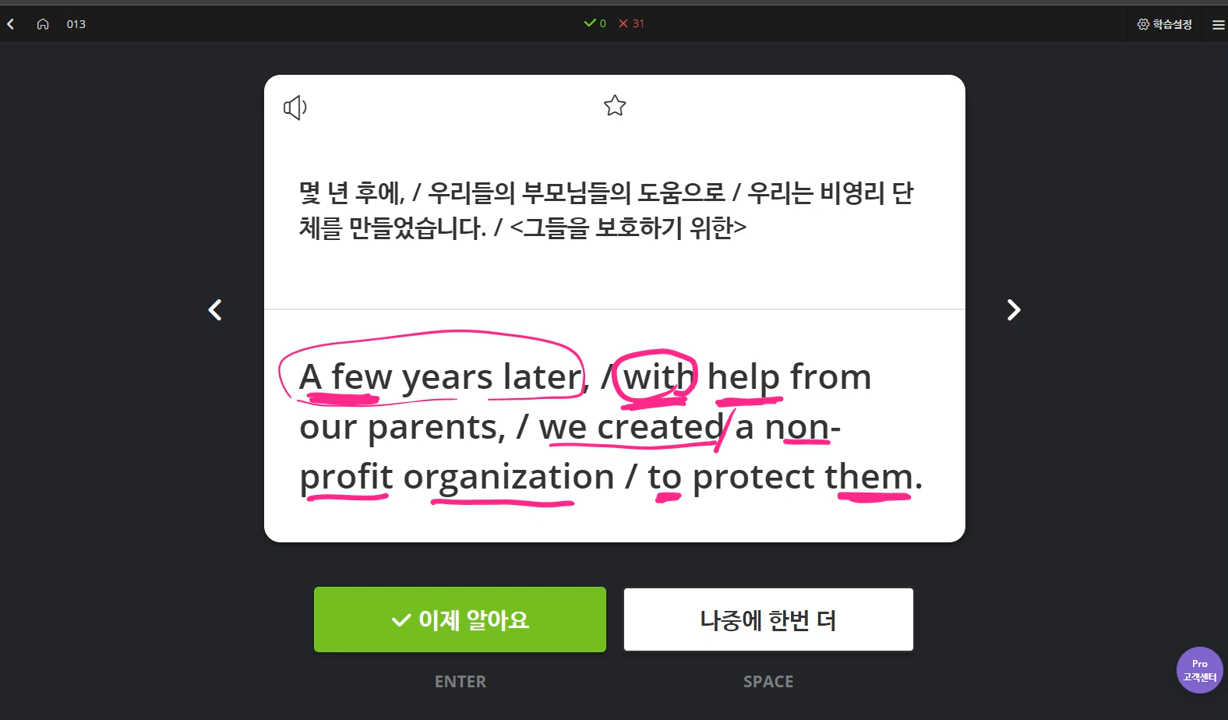 013
0
31
학습설정
몇 년 후에, / 우리들의 부모님들의 도움으로 / 우리는 비영리 단
체를 만들었습니다. / <그들을 보호하기 위한>
A few years later, / with help from
our parents, / we created / a non-
profit organization / to protect them.
이제 알아요
나중에 한번 더
ENTER
SPACE
Pro
고객센터